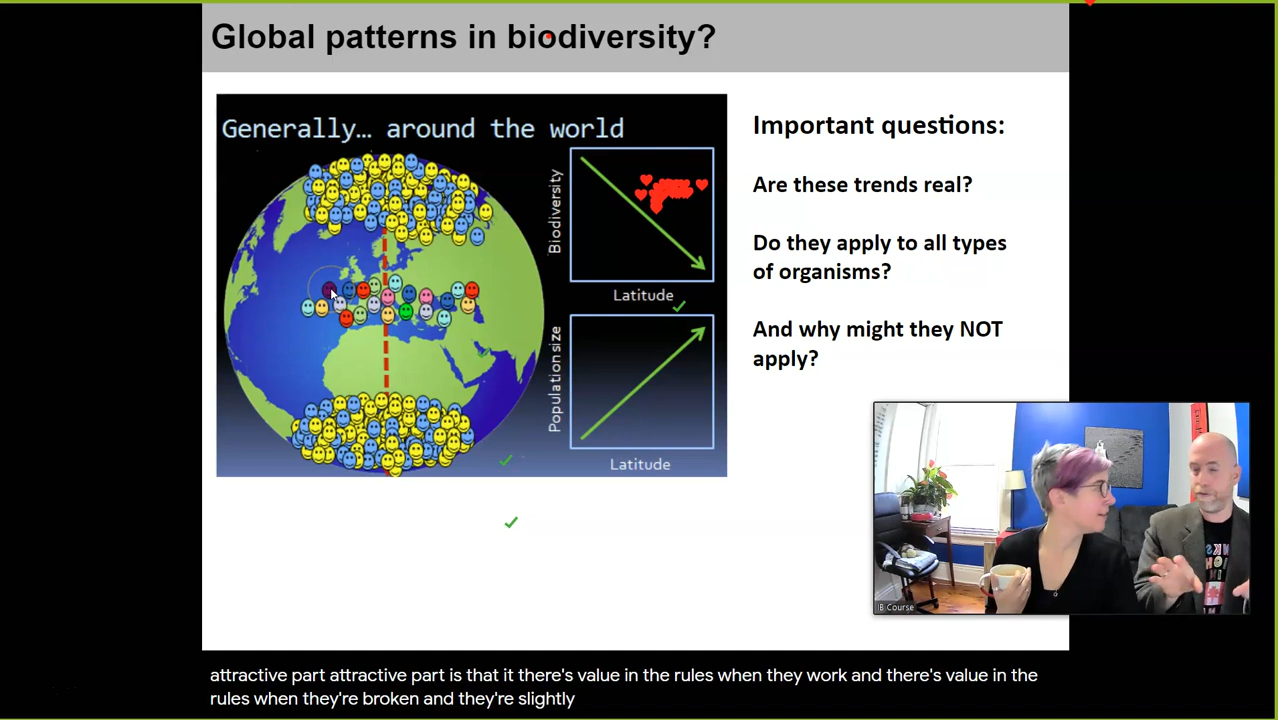 Global patterns in biodiversity?
Generally... around the world
Biodiversity
Latitude
Population size
Latitude
Important questions:
Are these trends real?
Do they apply to all types
of organisms?
And why might they NOT
apply?
IB Course
attractive part attractive part is that it there's value in the rules when they work and there's value in the
rules when they're broken and they're slightly